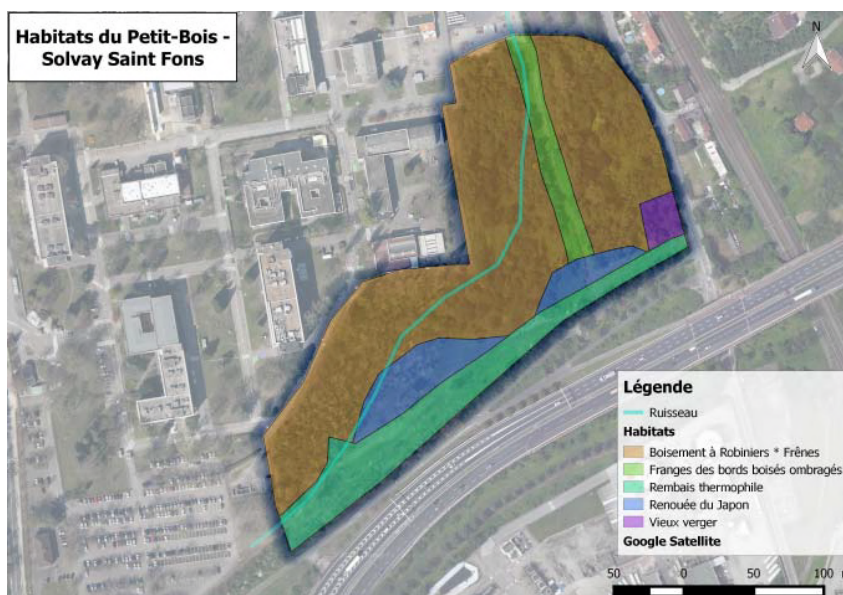 Habitats du Petit-Bois -
Solvay Saint Fons
N
Légende
Ruisseau
Habitats
Boisement à Robiniers * Frênes
Franges des bords boisés ombragés
Rembais thermophile
Renouée du Japon
Vieux verger
Google Satellite
50 0 50 100